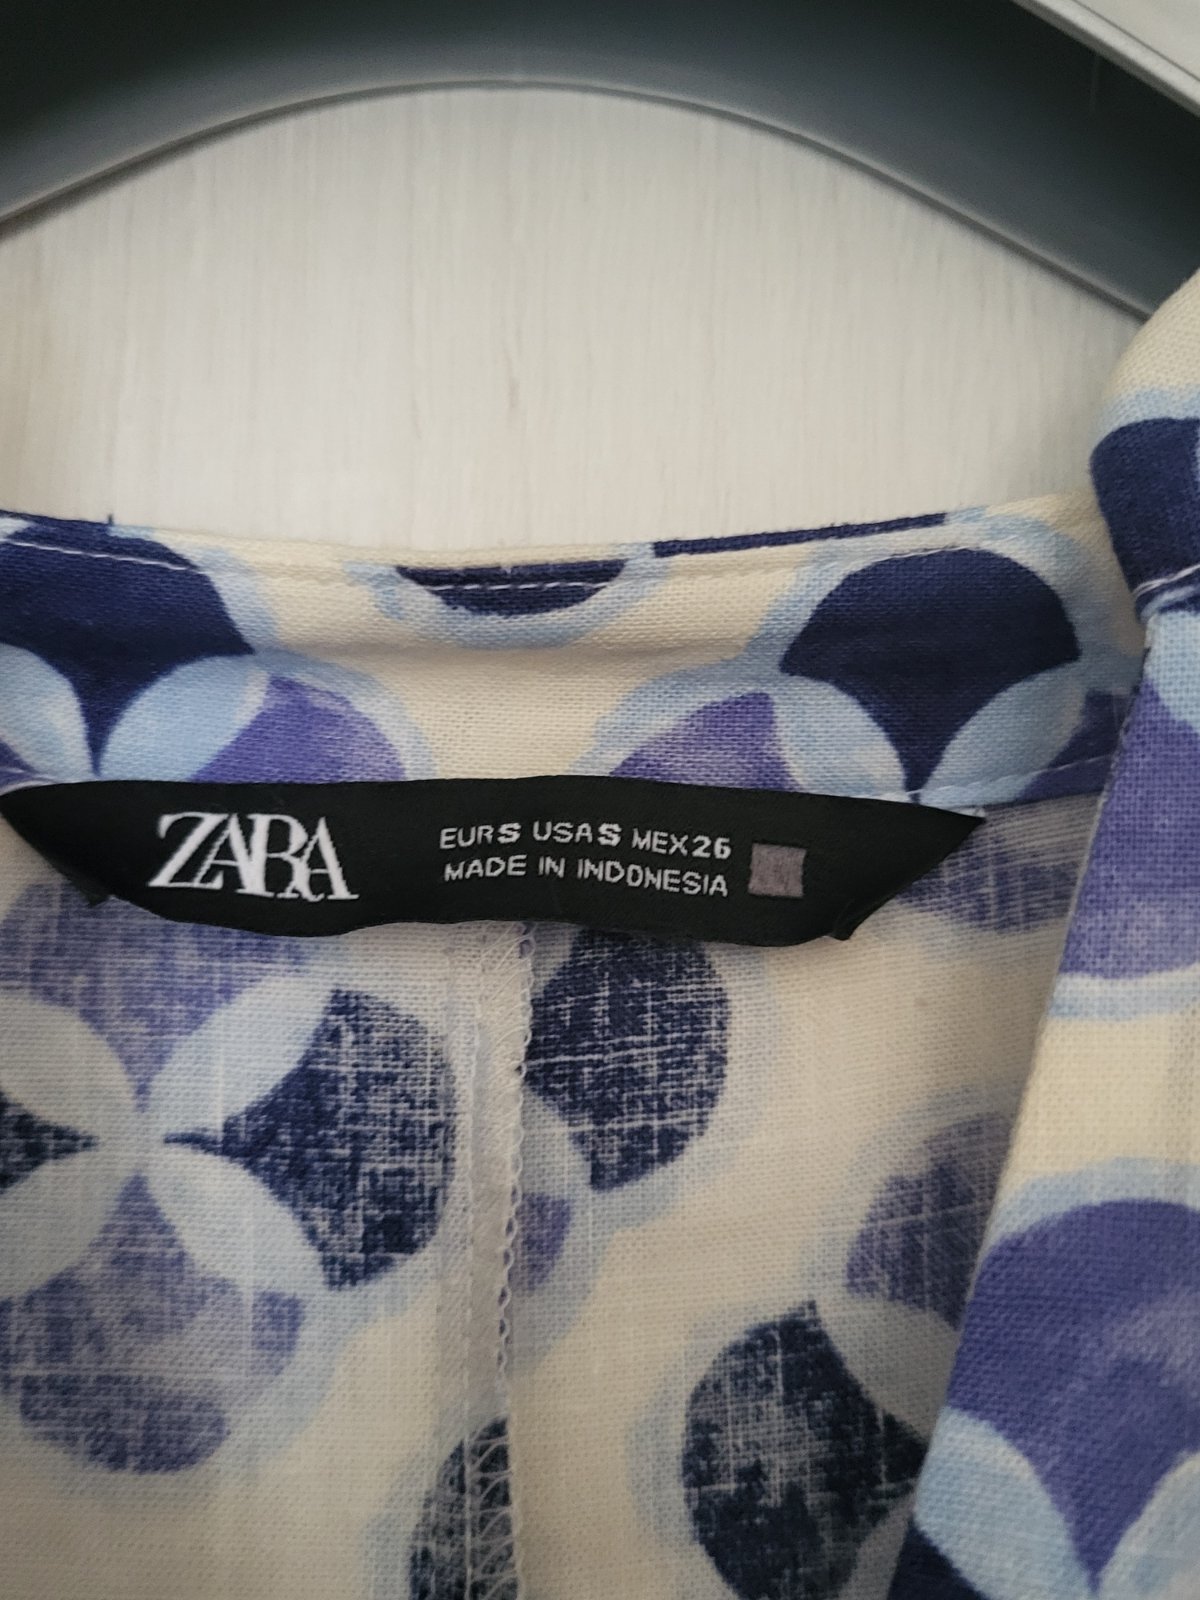 ZARA
EUR S USA S MEX 26
MADE IN INDONESIA